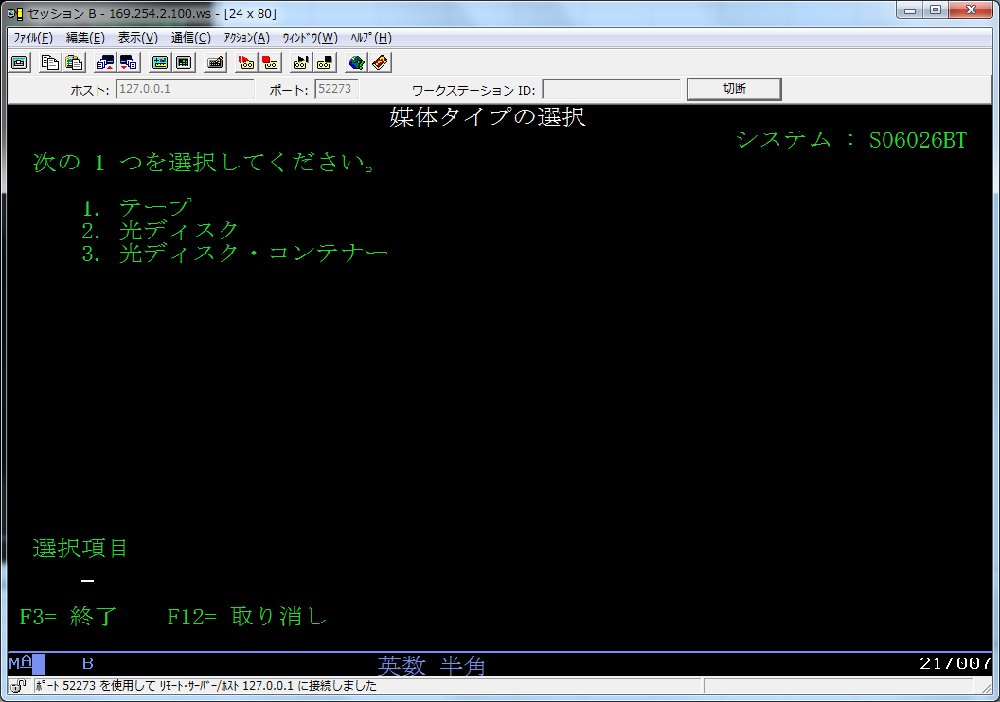 セッション B - 169.254.2.100.ws - [24 x 80]
ﾌｧｲﾙ(F) 編集(E) 表示(V) 通信(C) ｱｸｼｮﾝ(A) ｳｨﾝﾄﾞｳ(W) ﾍﾙﾌﾟ(H)
ホスト: 127.0.0.1 ポート: 52273 ワークステーション ID: 切断
媒体タイプの選択
システム : S06026BT
次の 1 つを選択してください。
1. テープ
2. 光ディスク
3. 光ディスク・コンテナー
選択項目
F3= 終了 F12= 取り消し
MA B 英数 半角 21/007
ﾎﾟｰﾄ 52273 を使用して ﾘﾓｰﾄ･ｻｰﾊﾞｰ/ﾎｽﾄ 127.0.0.1 に接続しました